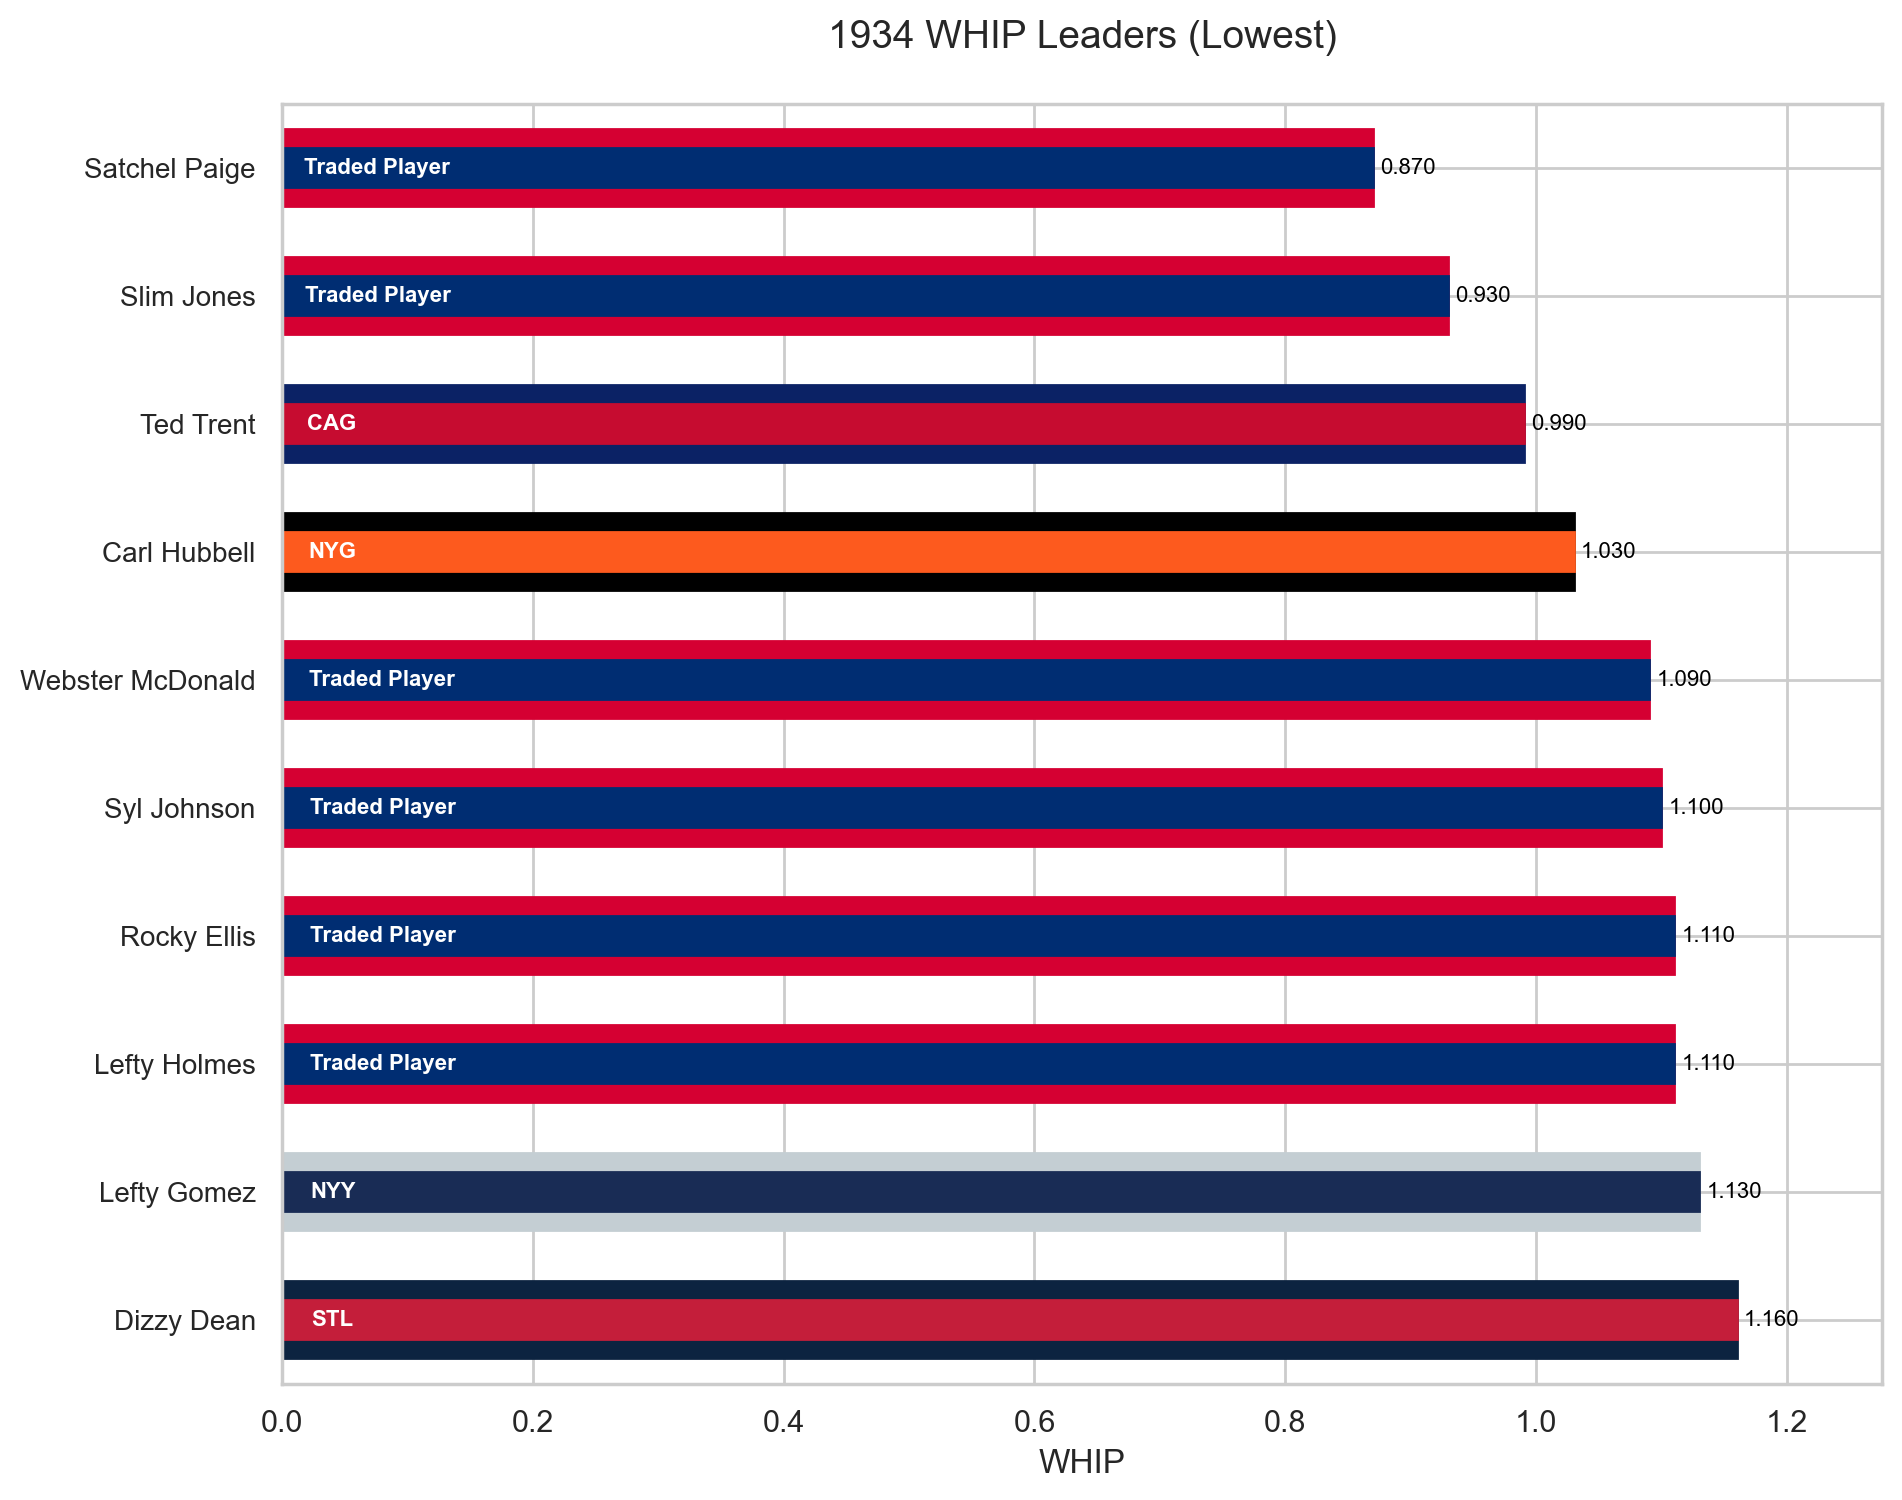 1934 WHIP Leaders (Lowest)
Satchel Paige
Traded Player
0.870
Slim Jones
Traded Player
0.930
Ted Trent
CAG
0.990
Carl Hubbell
NYG
1.030
Webster McDonald
Traded Player
1.090
Syl Johnson
Traded Player
1.100
Rocky Ellis
Traded Player
1.110
Lefty Holmes
Traded Player
1.110
Lefty Gomez
NYY
1.130
Dizzy Dean
STL
1.160
0.0 0.2 0.4 0.6 0.8 1.0 1.2
WHIP